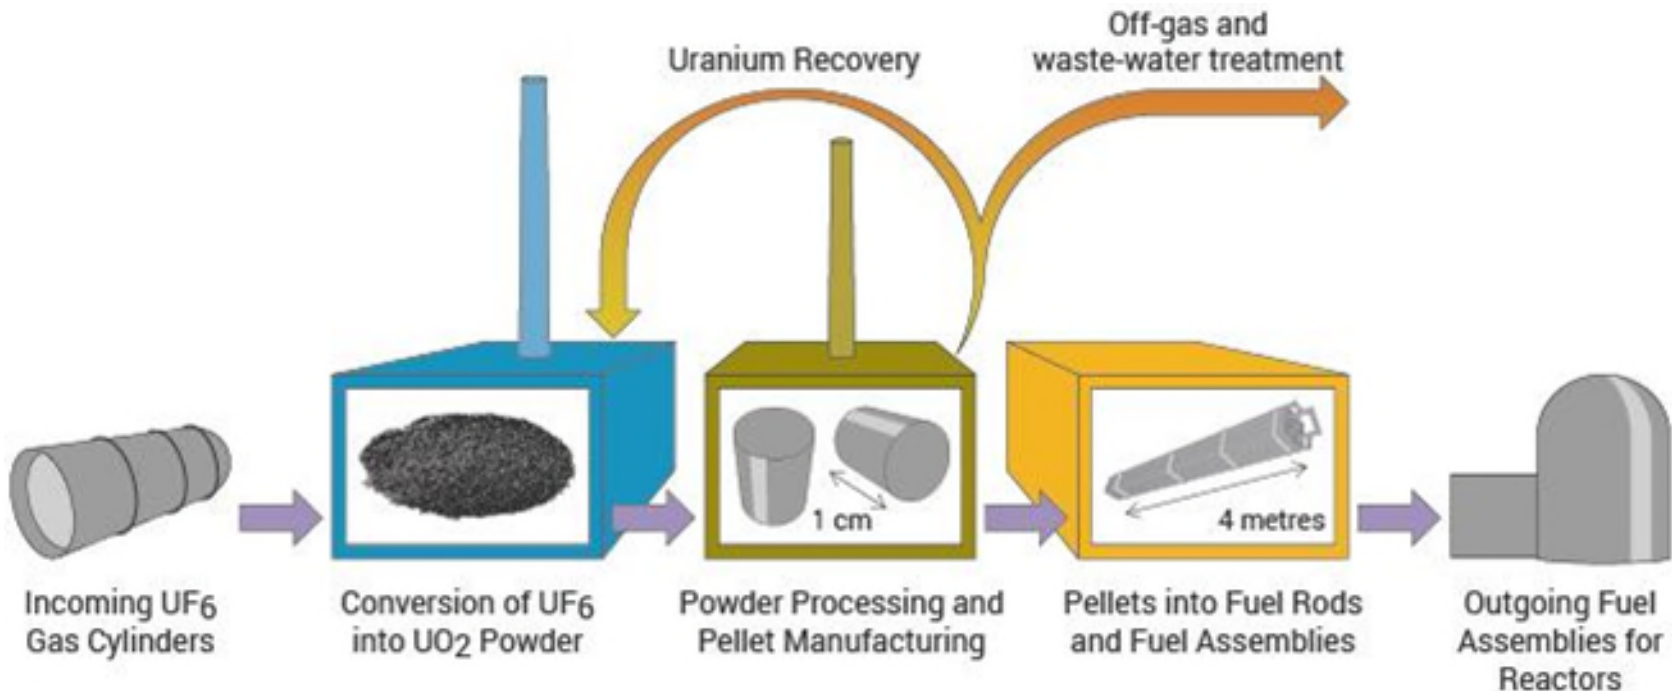 Uranium Recovery
Off-gas and
waste-water treatment
1 cm
4 metres
Incoming UF6
Gas Cylinders
Conversion of UF6
into UO2 Powder
Powder Processing and
Pellet Manufacturing
Pellets into Fuel Rods
and Fuel Assemblies
Outgoing Fuel
Assemblies for
Reactors